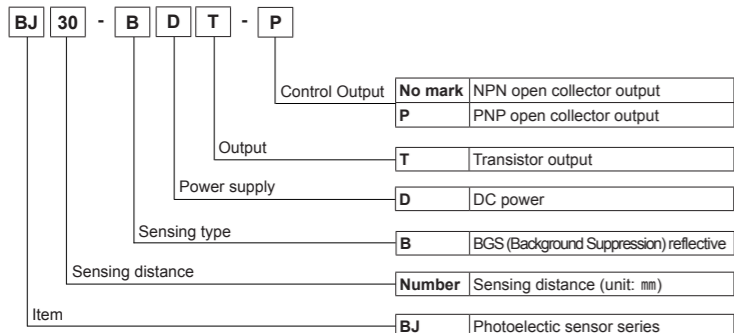 BJ 30 - B D T - P
Control Output No mark NPN open collector output
P PNP open collector output
Output T Transistor output
Power supply D DC power
Sensing type B BGS (Background Suppression) reflective
Sensing distance Number Sensing distance (unit: ㎜)
Item BJ Photoelectic sensor series